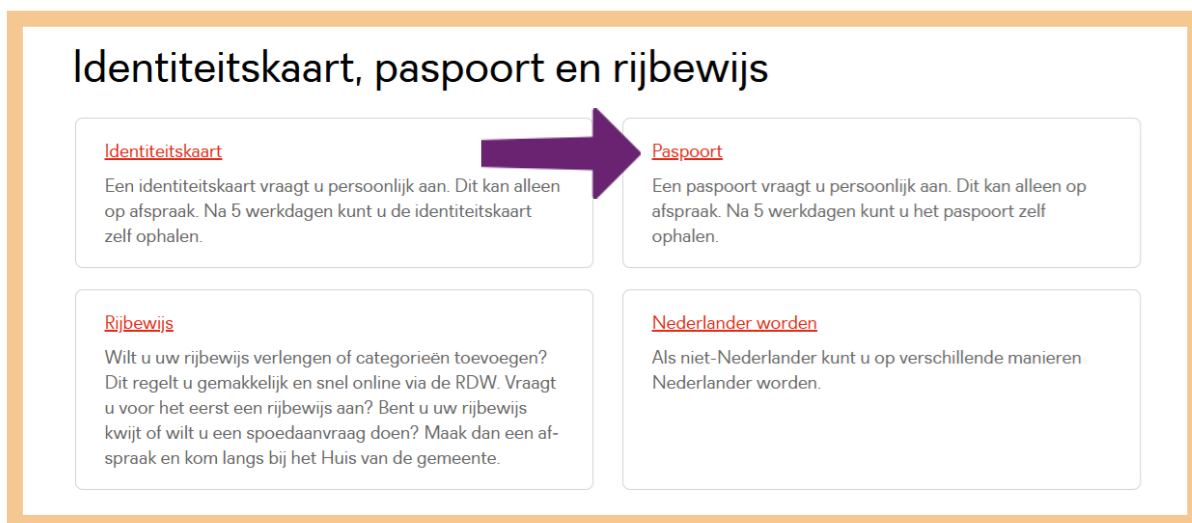 Identiteitskaart, paspoort en rijbewijs
Identiteitskaart
Een identiteitskaart vraagt u persoonlijk aan. Dit kan alleen
op afspraak. Na 5 werkdagen kunt u de identiteitskaart
zelf ophalen.
Paspoort
Een paspoort vraagt u persoonlijk aan. Dit kan alleen op
afspraak. Na 5 werkdagen kunt u het paspoort zelf
ophalen.
Rijbewijs
Wilt u uw rijbewijs verlengen of categorieën toevoegen?
Dit regelt u gemakkelijk en snel online via de RDW. Vraagt
u voor het eerst een rijbewijs aan? Bent u uw rijbewijs
kwijt of wilt u een spoedaanvraag doen? Maak dan een af-
spraak en kom langs bij het Huis van de gemeente.
Nederlander worden
Als niet-Nederlander kunt u op verschillende manieren
Nederlander worden.